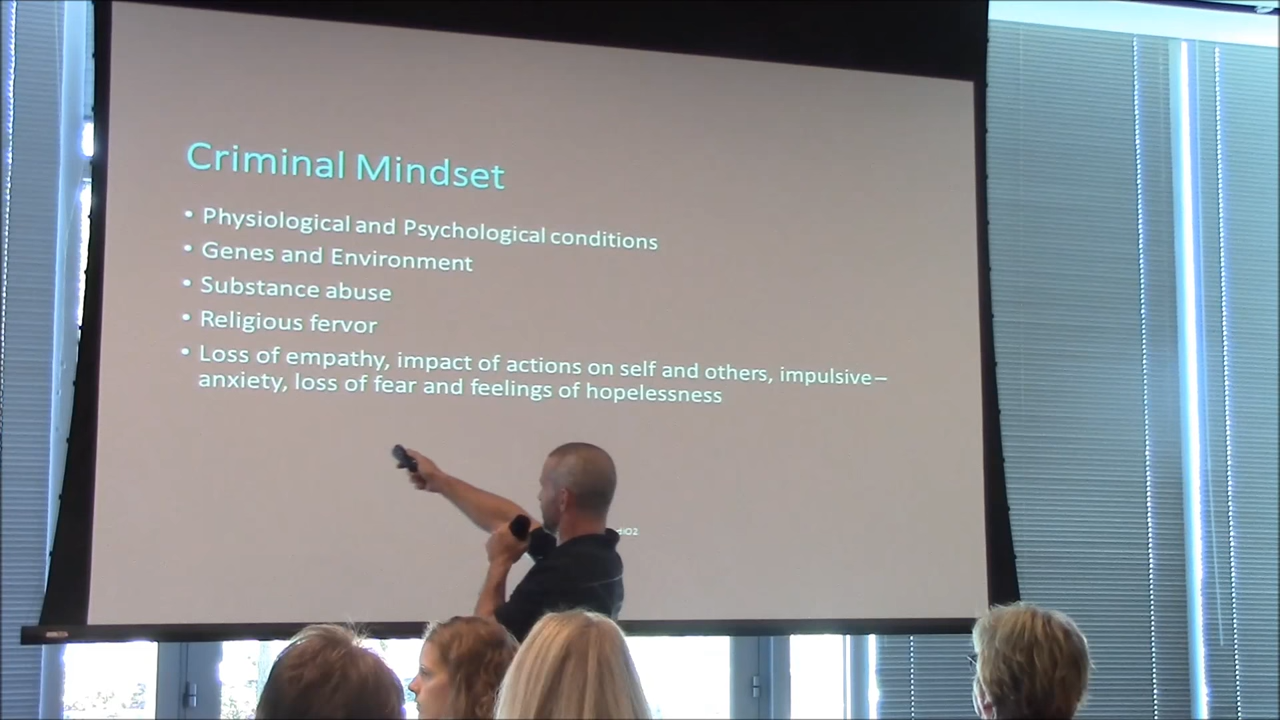 Criminal Mindset
• Physiological and Psychological conditions
• Genes and Environment
• Substance abuse
• Religious fervor
• Loss of empathy, impact of actions on self and others, impulsive–
anxiety, loss of fear and feelings of hopelessness